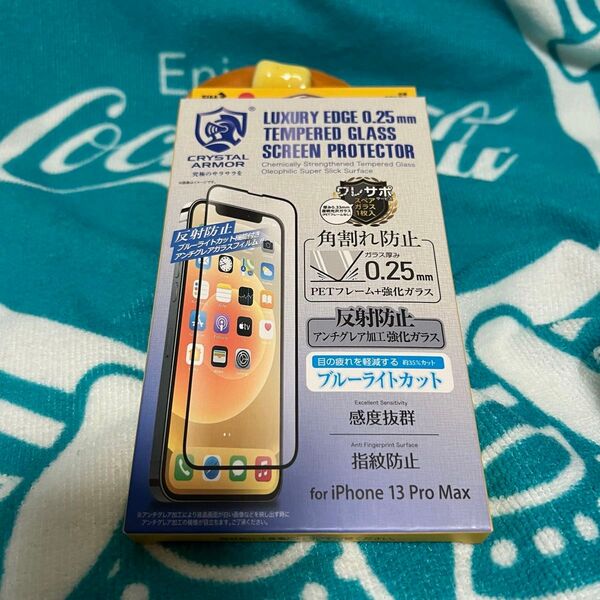 Enj
Coca
LUXURY EDGE 0.25mm
TEMPERED GLASS
SCREEN PROTECTOR
Chemically Strengthened Tempered Glass
Oleophilic Super Slick Surface
CRYSTAL
ARMOR
究極のサラサラを
ワレサポ
スペア
ガラス
1枚入
反射防止
ブルーライトカット機能付き
アンチグレアガラスフィルム
角割れ防止
ガラス厚み
0.25mm
PETフレーム+強化ガラス
反射防止
アンチグレア加工強化ガラス
目の疲れを軽減する 約35%カット
ブルーライトカット
Excellent Sensitivity
感度抜群
Anti Fingerprint Surface
指紋防止
for iPhone 13 Pro Max